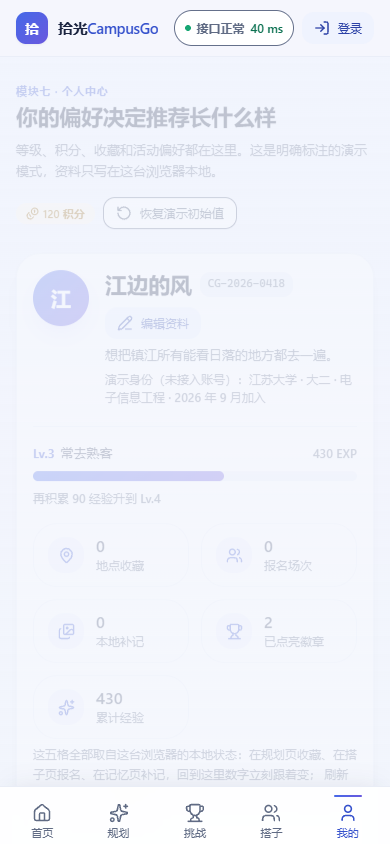 拾 拾光CampusGo 接口正常 40 ms 登录
模块七 · 个人中心
你的偏好决定推荐长什么样
等级、积分、收藏和活动偏好都在这里。这是明确标注的演示
模式，资料只写在这台浏览器本地。
120 积分 恢复演示初始值
江 江边的风 CG-2026-0418
编辑资料
想把镇江所有能看日落的地方都去一遍。
演示身份（未接入账号）：江苏大学 · 大二 · 电
子信息工程 · 2026 年 9 月加入
Lv.3 常去熟客 430 EXP
再积累 90 经验升到 Lv.4
0 0
地点收藏 报名场次
0 2
本地补记 已点亮徽章
430
累计经验
这五格全部取自这台浏览器的本地状态：在规划页收藏、在搭
子页报名、在记忆页补记，回到这里数字立刻跟着变；刷新
首页 规划 挑战 搭子 我的